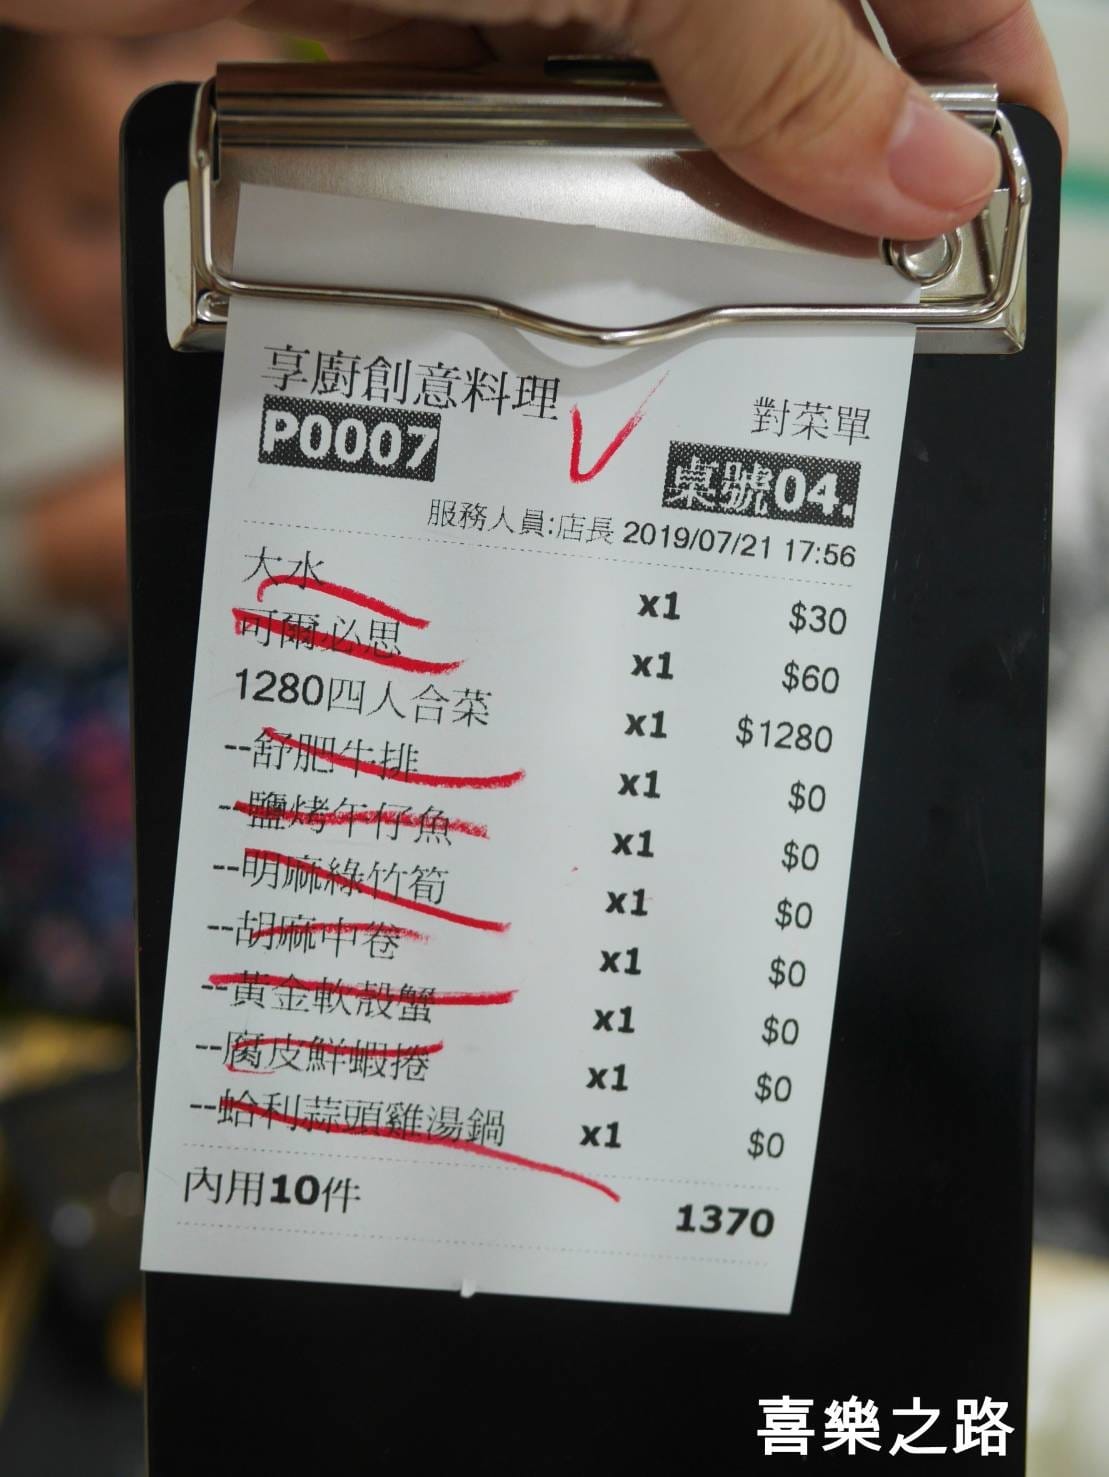 享廚創意料理 對菜單
P0007 桌號04.
服務人員:店長 2019/07/21 17:56
大水 x1 $30
可爾必思 x1 $60
1280四人合菜 x1 $1280
--舒肥牛排 x1 $0
--鹽烤午仔魚 x1 $0
--明麻綠竹筍 x1 $0
--胡麻中卷 x1 $0
--黃金軟殼蟹 x1 $0
--腐皮鮮蝦捲 x1 $0
--蛤利蒜頭雞湯鍋 x1 $0
內用10件 1370
喜樂之路